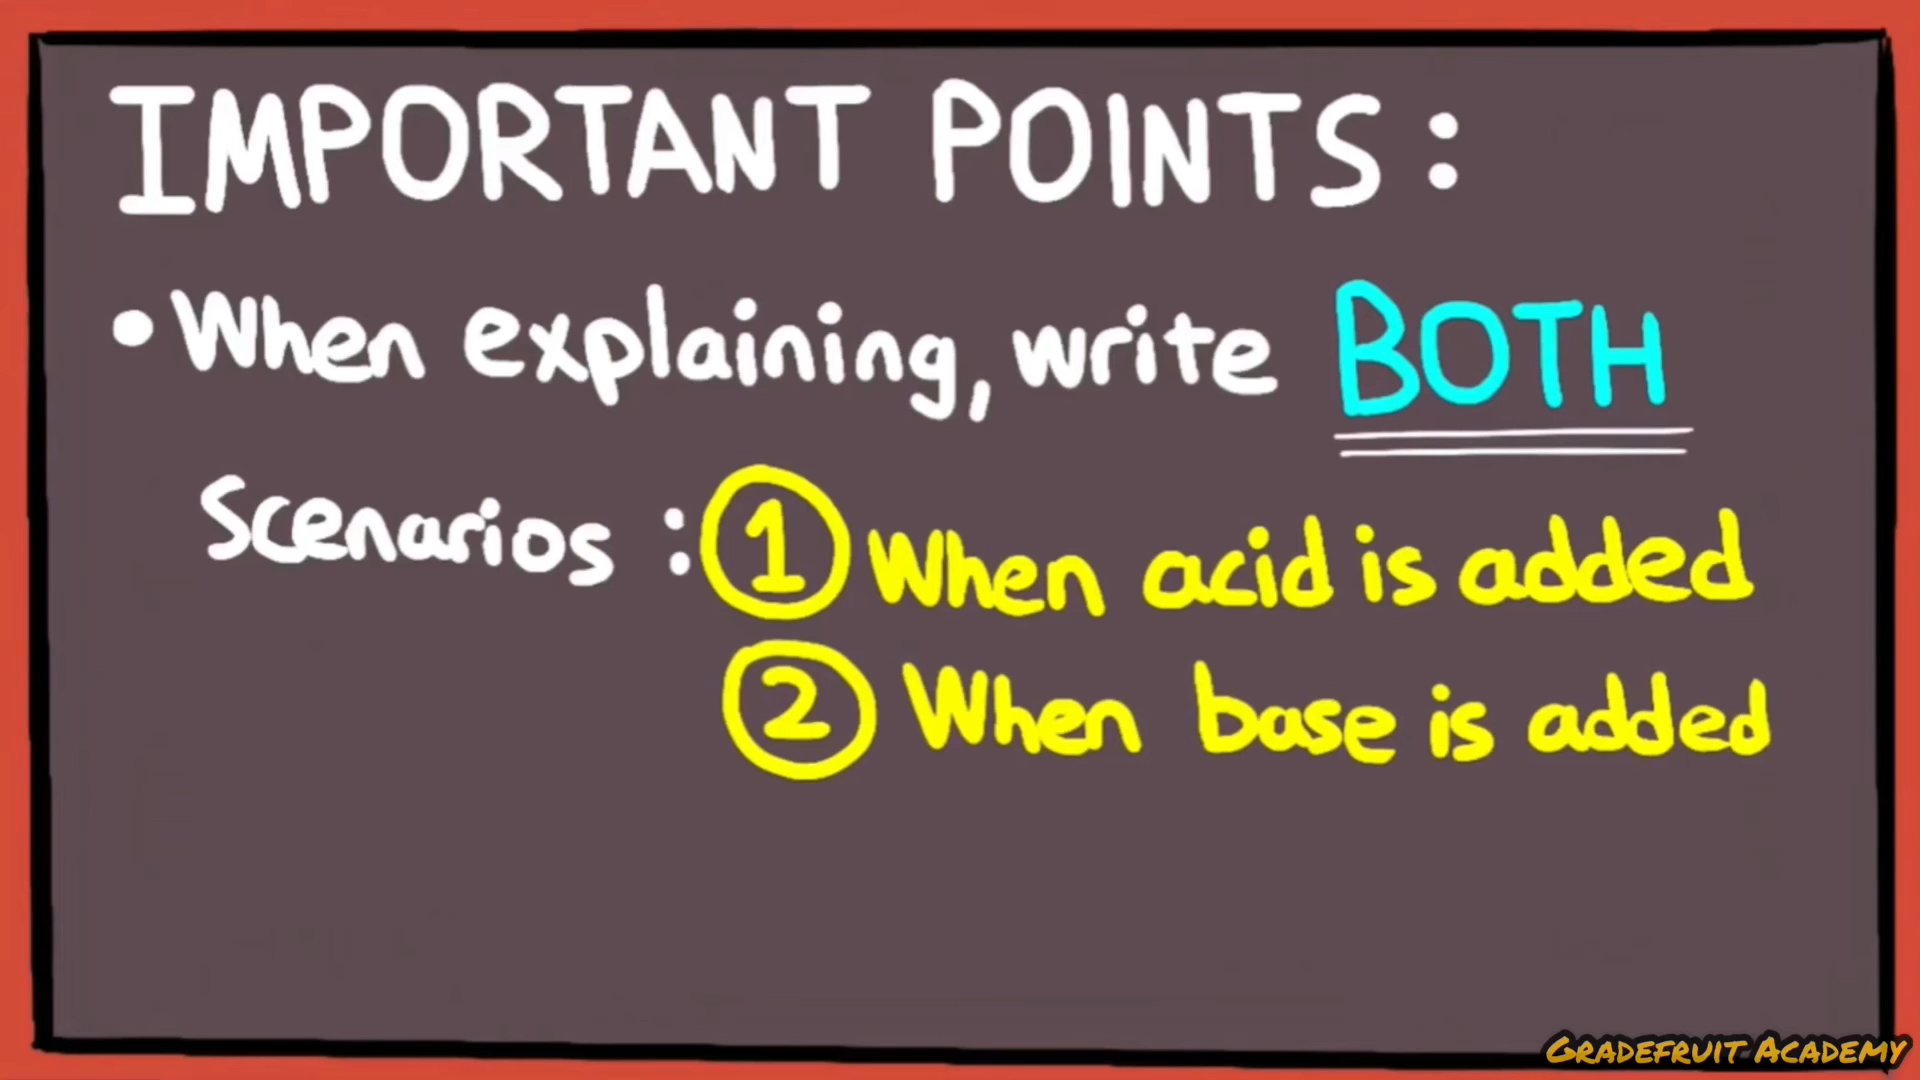 IMPORTANT POINTS:
• When explaining, write BOTH
Scenarios : 1 When acid is added
2 When base is added
GRADEFRUIT ACADEMY